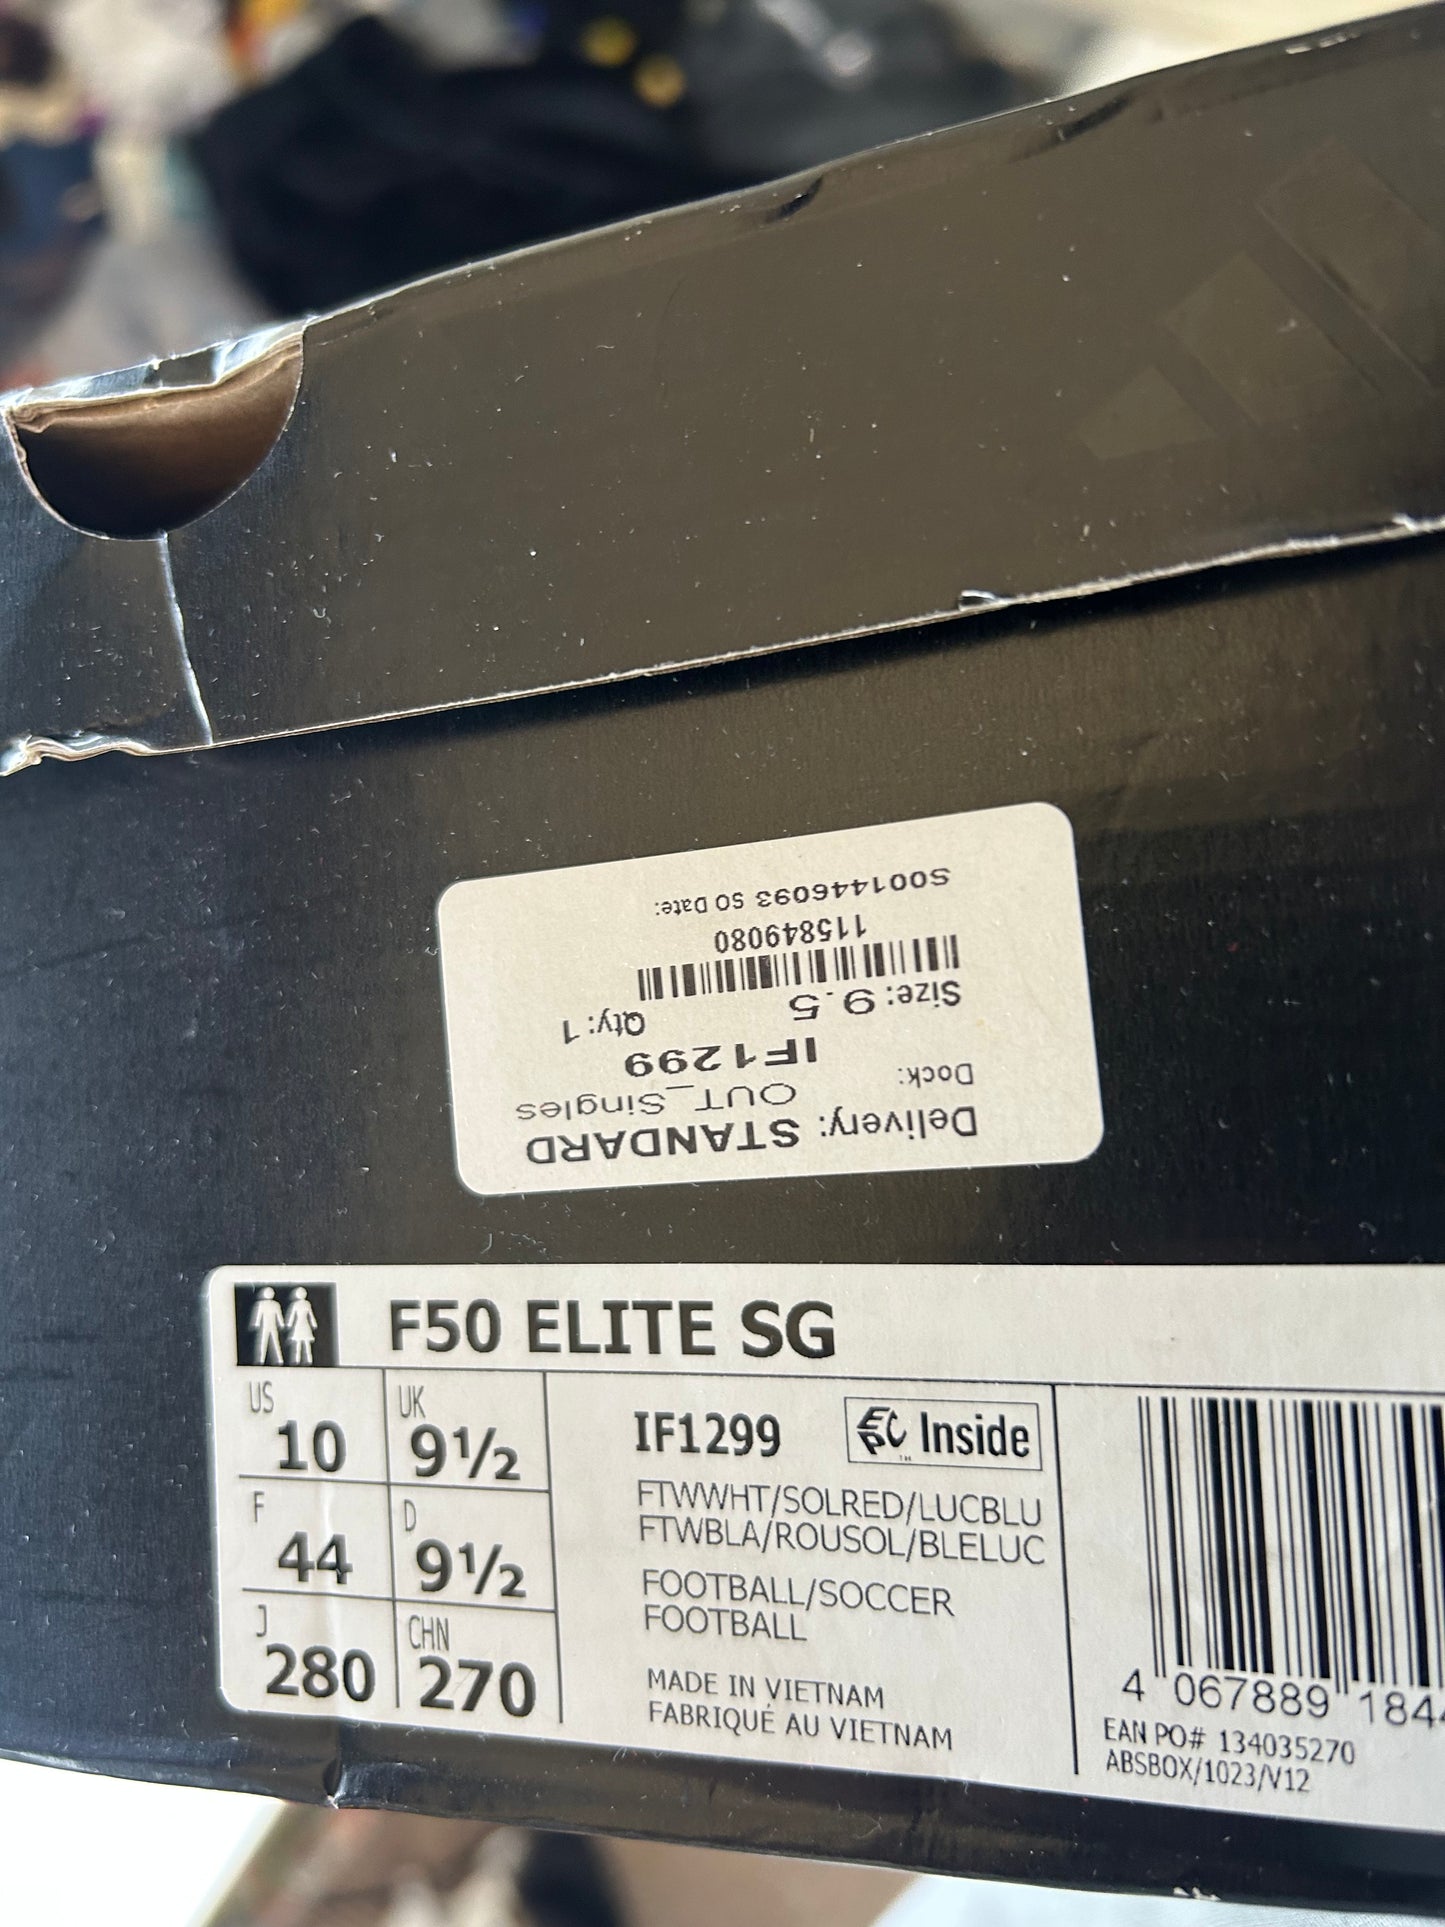 S001446093 SO Date:
115849080
Size: 9.5 Qty: 1
IF1299
Dock: OUT_Singles
Delivery: STANDARD
F50 ELITE SG
US 10 UK 9½
F 44 D 9½
J 280 CHN 270
IF1299 EPC Inside
FTWWHT/SOLRED/LUCBLU
FTWBLA/ROUSOL/BLELUC
FOOTBALL/SOCCER
FOOTBALL
MADE IN VIETNAM
FABRIQUÉ AU VIETNAM
4 067889 184
EAN PO# 134035270
ABSBOX/1023/V12